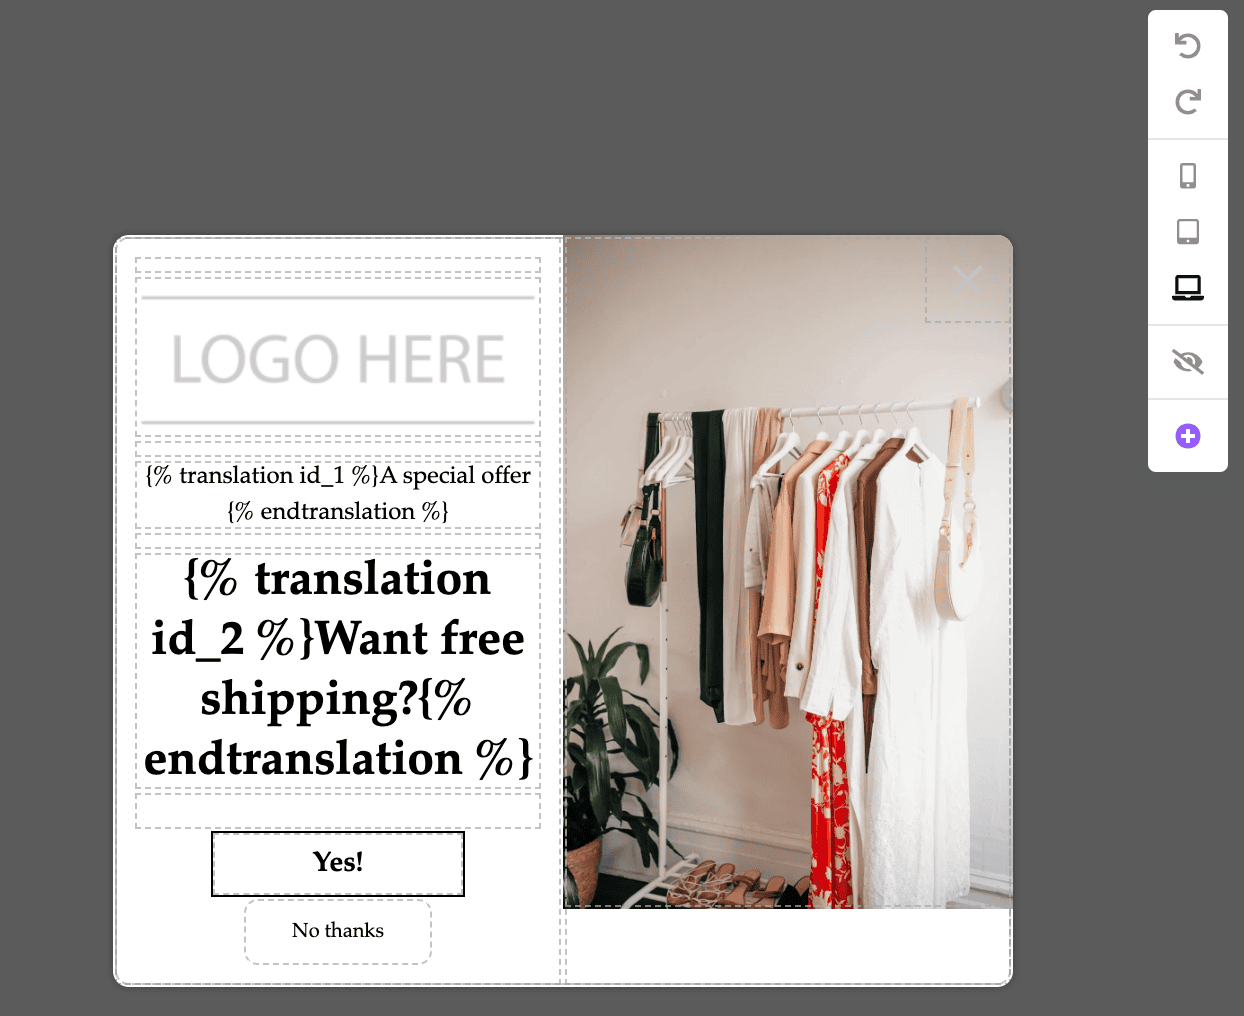 LOGO HERE
{% translation id_1 %}A special offer
{% endtranslation %}
{% translation
id_2 %}Want free
shipping?{%
endtranslation %}
Yes!
No thanks